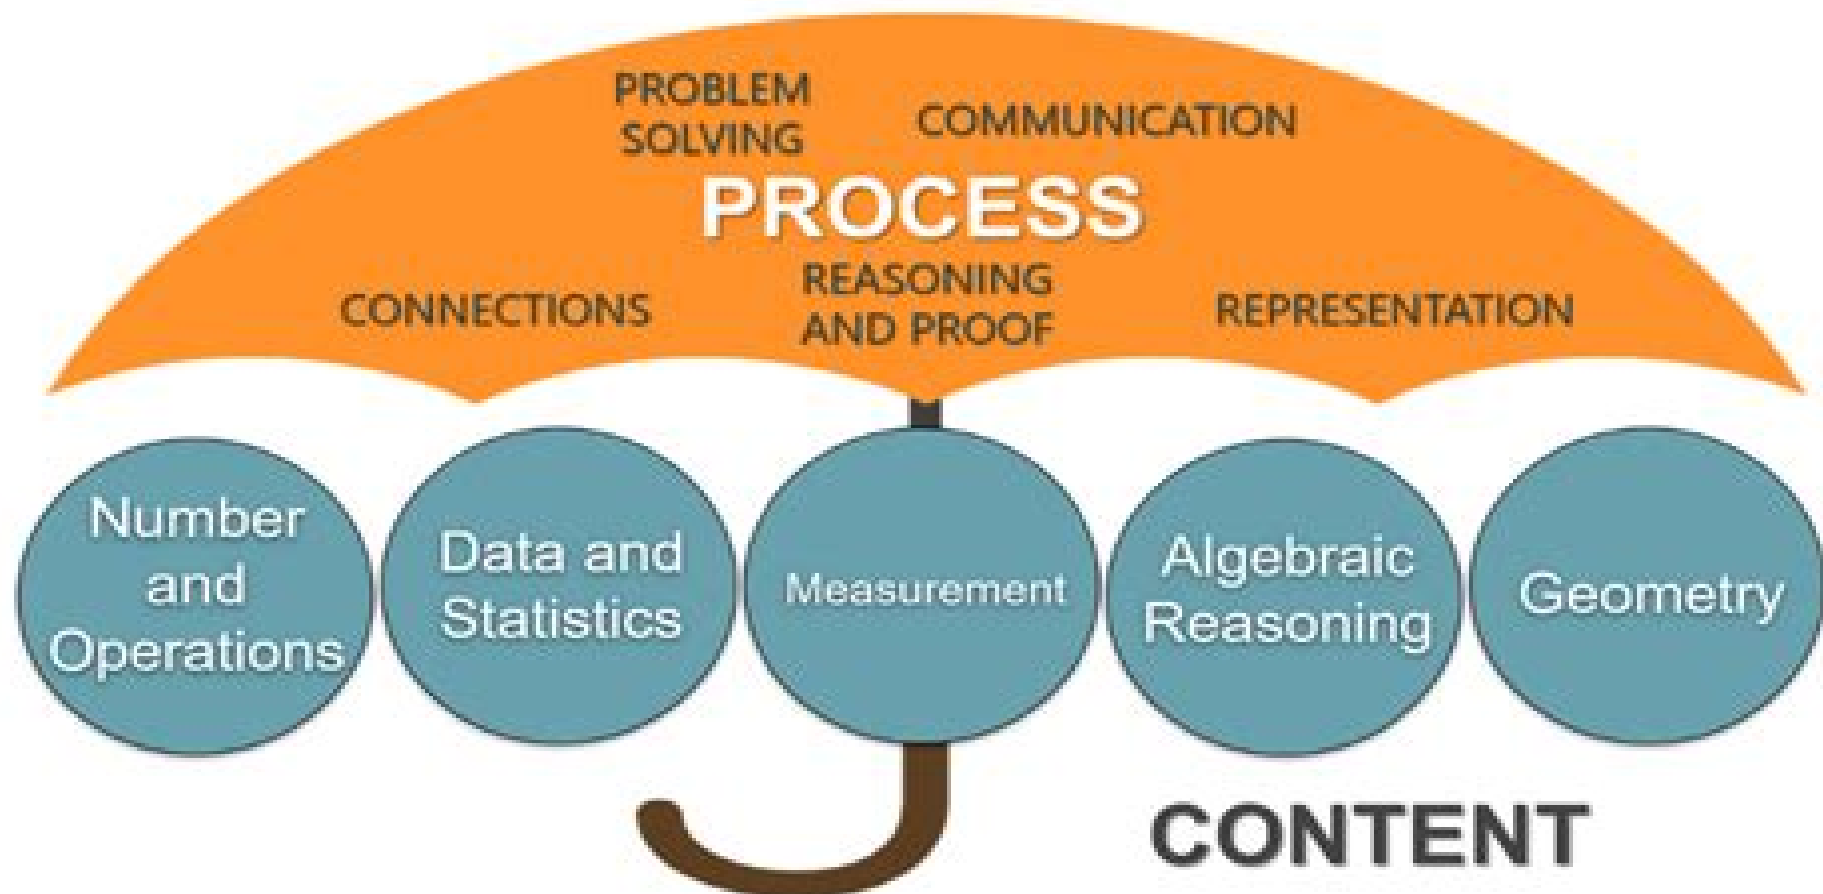 PROBLEM
SOLVING
COMMUNICATION
PROCESS
CONNECTIONS
REASONING
AND PROOF
REPRESENTATION
Number
and
Operations
Data and
Statistics
Measurement
Algebraic
Reasoning
Geometry
CONTENT